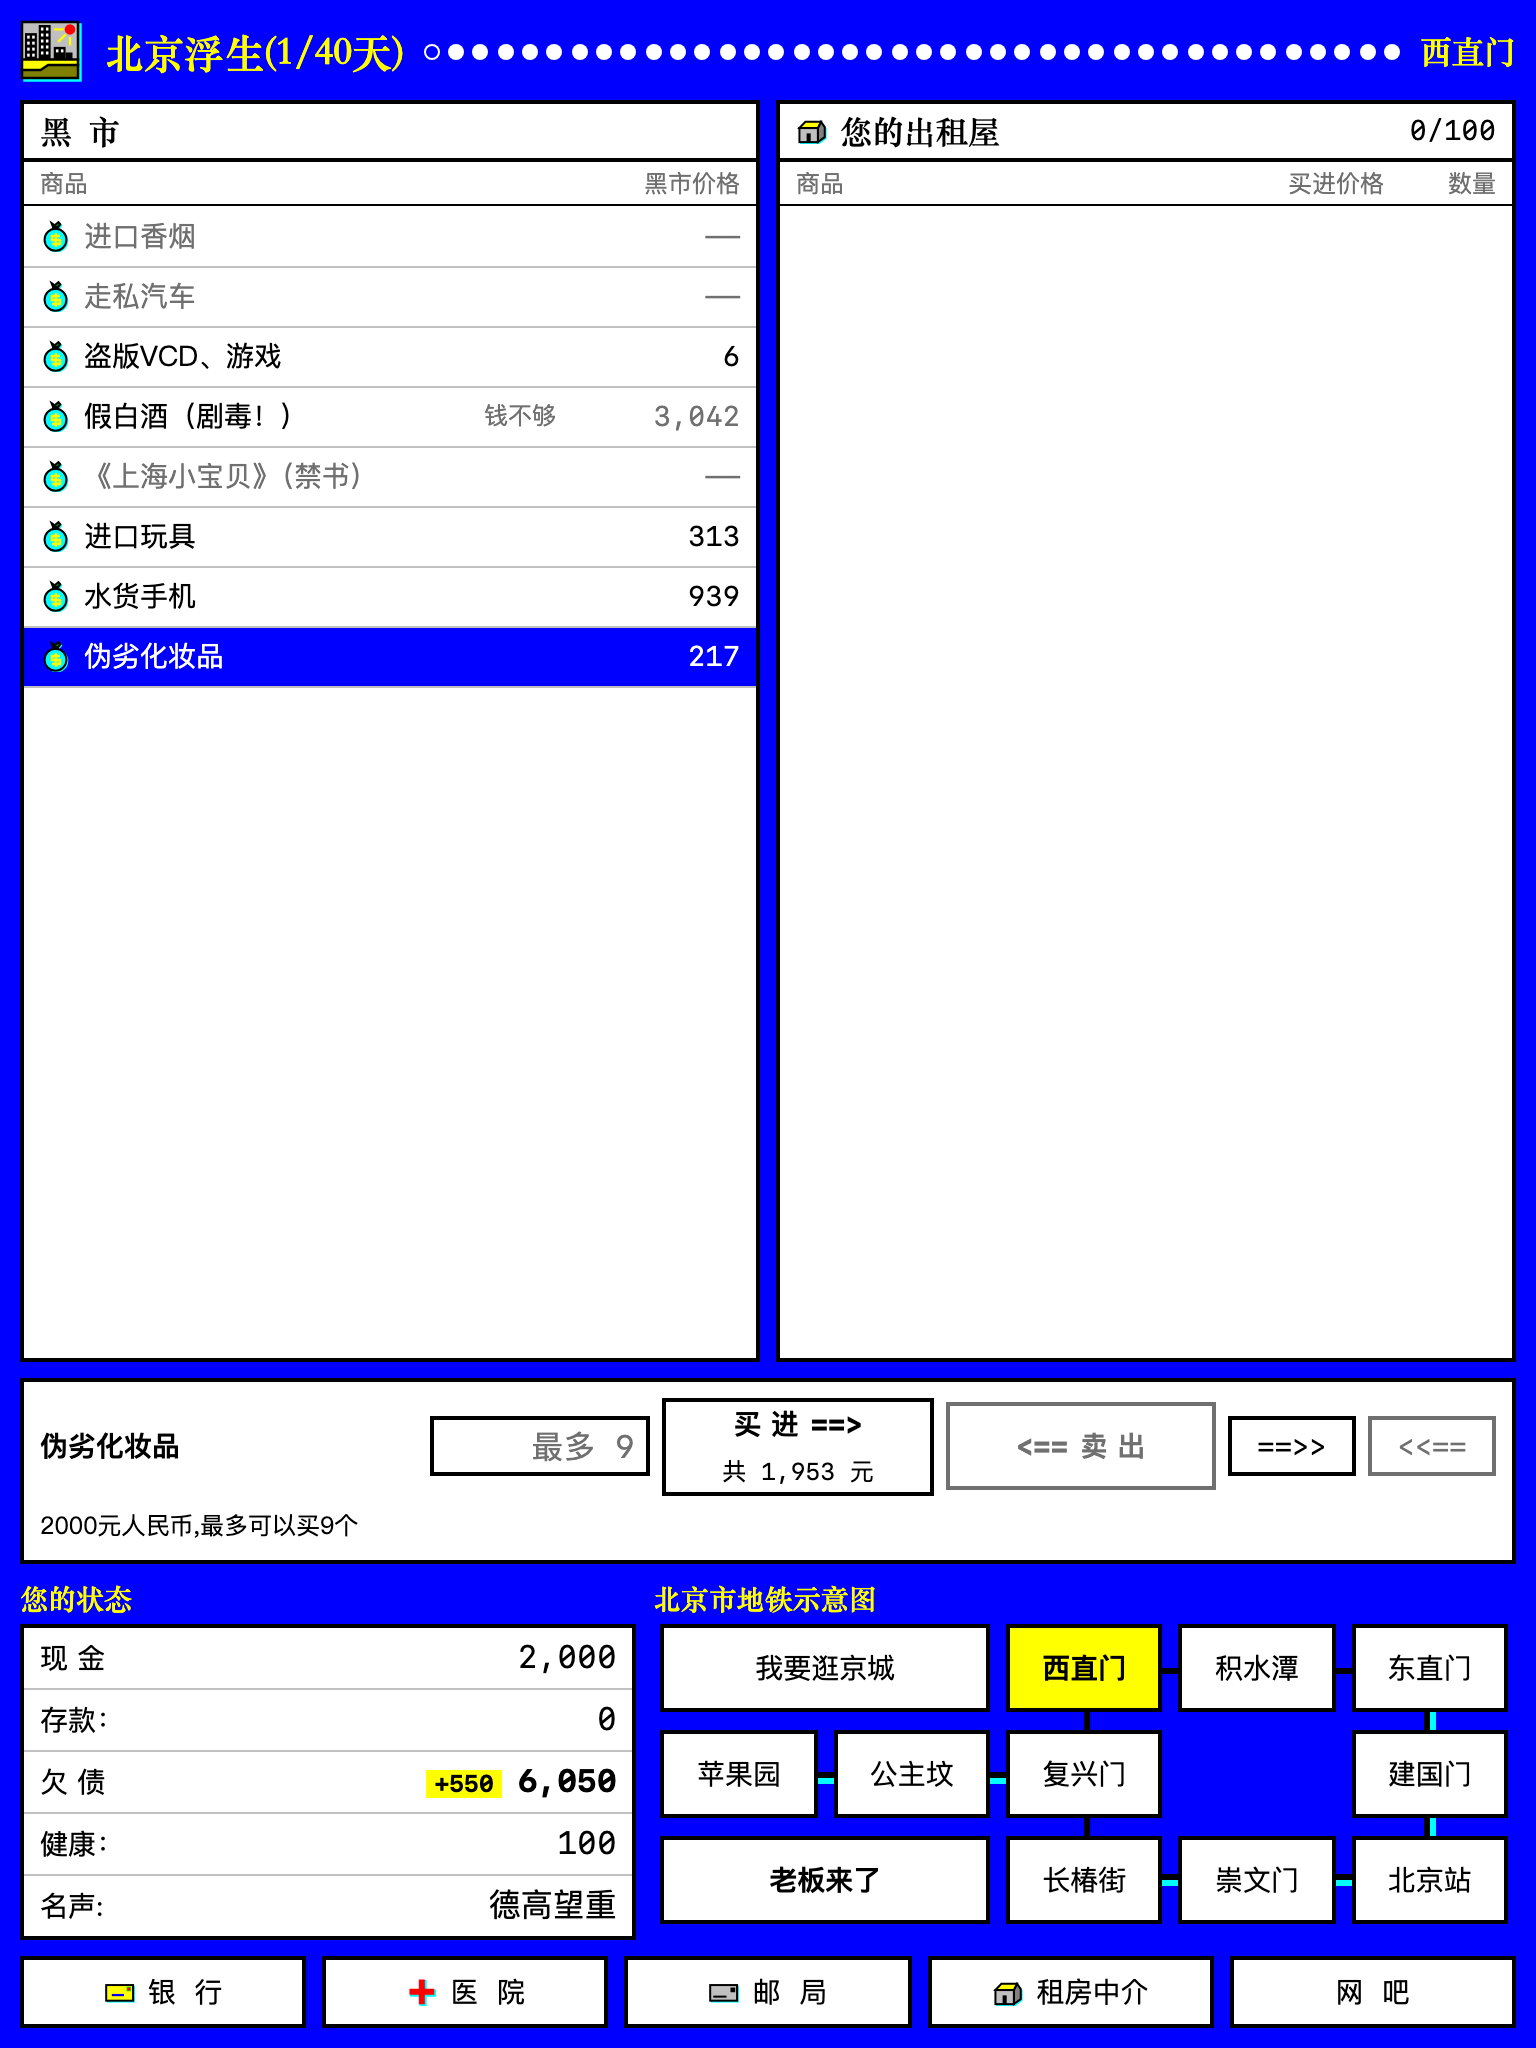 北京浮生(1/40天) 西直门
黑 市
商品 黑市价格
进口香烟 —
走私汽车 —
盗版VCD、游戏 6
假白酒（剧毒！） 钱不够 3,042
《上海小宝贝》（禁书） —
进口玩具 313
水货手机 939
伪劣化妆品 217
您的出租屋 0/100
商品 买进价格 数量
伪劣化妆品 最多 9 买 进 ==> <== 卖 出 ==>> <<==
共 1,953 元
2000元人民币,最多可以买9个
您的状态
现 金 2,000
存款: 0
欠 债 +550 6,050
健康: 100
名声: 德高望重
北京市地铁示意图
我要逛京城 西直门 积水潭 东直门
苹果园 公主坟 复兴门 建国门
老板来了 长椿街 崇文门 北京站
银 行 医 院 邮 局 租房中介 网 吧